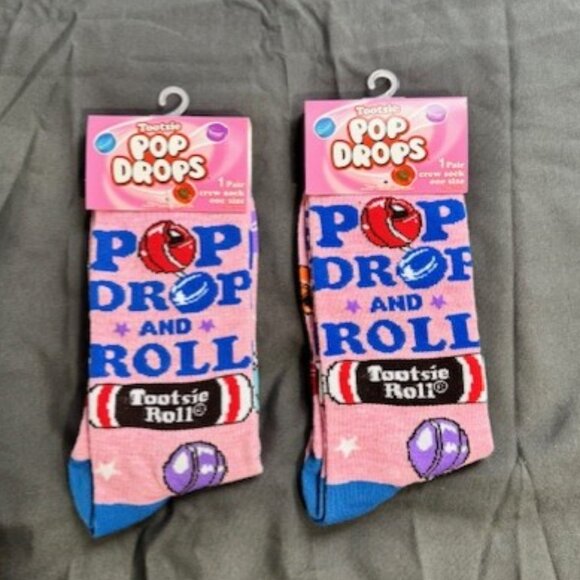 Tootsie
POP
DROPS
1 Pair
crew sock
one size
POP
DROP
AND
ROLL
Tootsie
Roll
Tootsie
POP
DROPS
1 Pair
crew sock
one size
POP
DROP
AND
ROLL
Tootsie
Roll